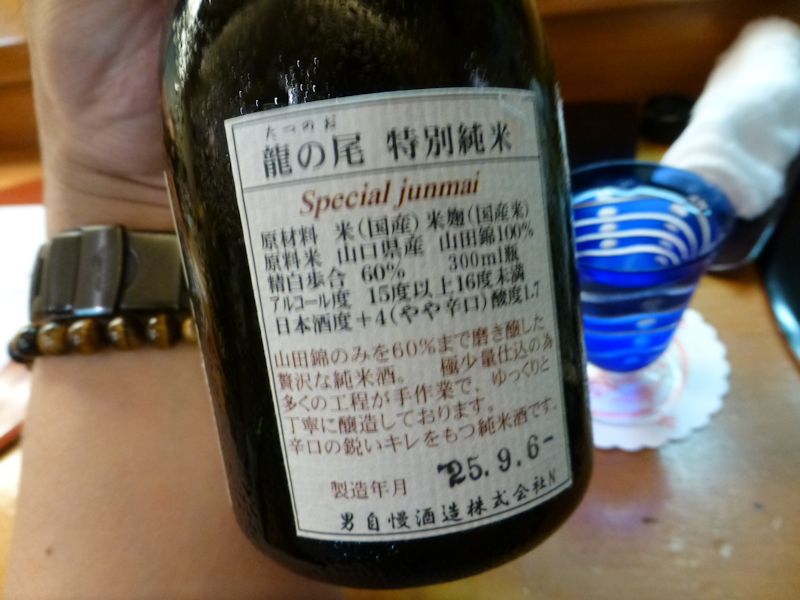 たつのお
龍の尾 特別純米
Special junmai
原材料 米(国産)米麹(国産米)
原料米 山口県産 山田錦100%
精白歩合 60% 300ml瓶
アルコール度 15度以上16度未満
日本酒度 +4(やや辛口)酸度1.7
山田錦のみを60%まで磨き醸した
贅沢な純米酒。 極少量仕込の為
多くの工程が手作業で、ゆっくりと
丁寧に醸造しております。
辛口の鋭いキレをもつ純米酒です。
製造年月 25.9.6-
男自慢酒造株式会社N